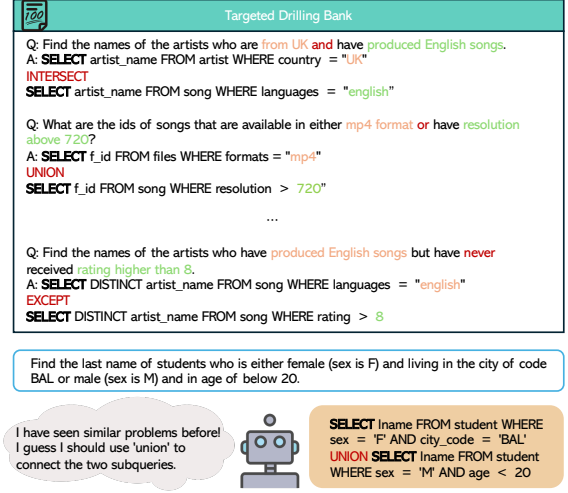 100
Targeted Drilling Bank
Q: Find the names of the artists who are from UK and have produced English songs.
A: SELECT artist_name FROM artist WHERE country = "UK"
INTERSECT
SELECT artist_name FROM song WHERE languages = "english”
Q: What are the ids of songs that are available in either mp4 format or have resolution
above 720?
A: SELECT f_id FROM files WHERE formats = "mp4"
UNION
SELECT f_id FROM song WHERE resolution > 720”
...
Q: Find the names of the artists who have produced English songs but have never
received rating higher than 8.
A: SELECT DISTINCT artist_name FROM song WHERE languages = "english"
EXCEPT
SELECT DISTINCT artist_name FROM song WHERE rating > 8
Find the last name of students who is either female (sex is F) and living in the city of code
BAL or male (sex is M) and in age of below 20.
I have seen similar problems before!
I guess I should use 'union' to
connect the two subqueries.
SELECT lname FROM student WHERE
sex = 'F' AND city_code = 'BAL'
UNION SELECT lname FROM student
WHERE sex = 'M' AND age < 20